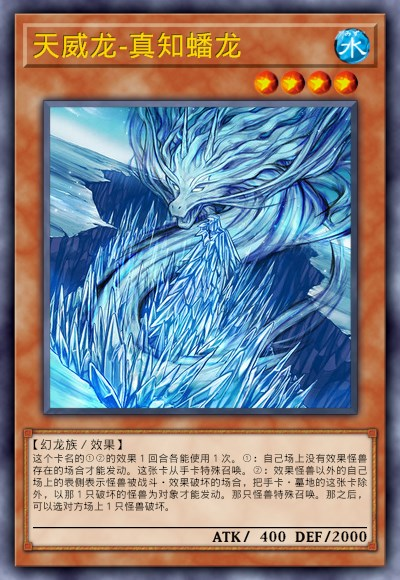 天威龙-真知蟠龙
水
【幻龙族／效果】
这个卡名的①②的效果１回合各能使用１次。①：自己场上没有效果怪兽
存在的场合才能发动。这张卡从手卡特殊召唤。②：效果怪兽以外的自己
场上的表侧表示怪兽被战斗・效果破坏的场合，把手卡・墓地的这张卡除
外，以那１只破坏的怪兽为对象才能发动。那只怪兽特殊召唤。那之后，
可以选对方场上１只怪兽破坏。
ATK/ 400 DEF/2000